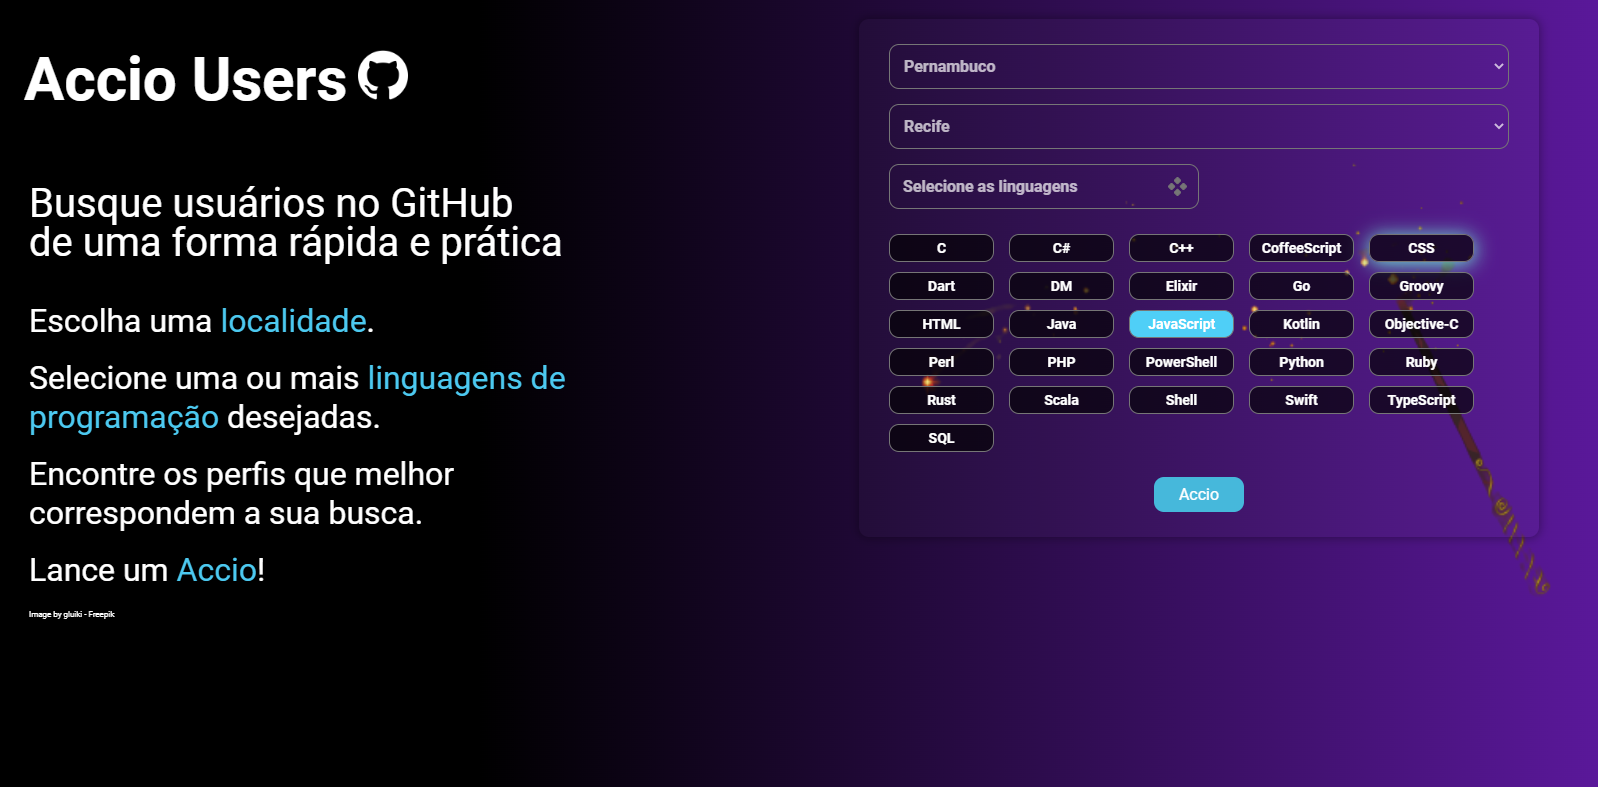 Accio Users
Busque usuários no GitHub
de uma forma rápida e prática
Escolha uma localidade.
Selecione uma ou mais linguagens de
programação desejadas.
Encontre os perfis que melhor
correspondem a sua busca.
Lance um Accio!
Image by gluiki - Freepik
Pernambuco
Recife
Selecione as linguagens
C C# C++ CoffeeScript CSS
Dart DM Elixir Go Groovy
HTML Java JavaScript Kotlin Objective-C
Perl PHP PowerShell Python Ruby
Rust Scala Shell Swift TypeScript
SQL
Accio